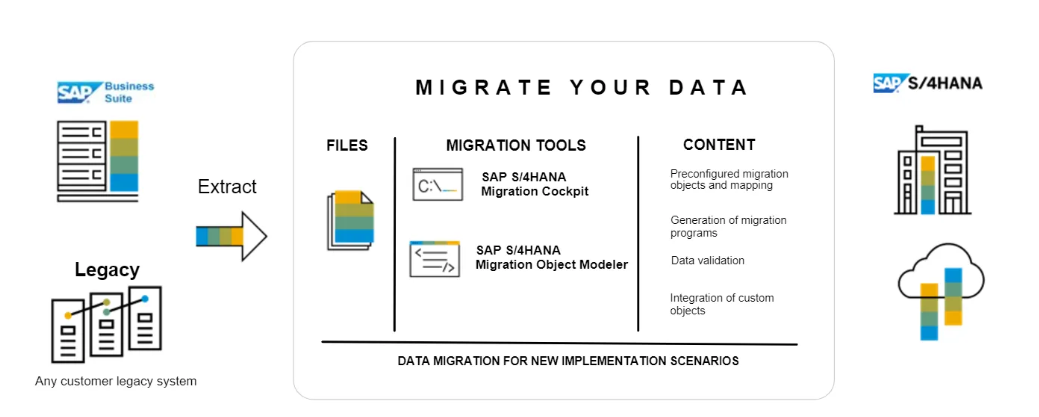 SAP Business
Suite
Extract
Legacy
Any customer legacy system
MIGRATE YOUR DATA
FILES
MIGRATION TOOLS
C:\_
SAP S/4HANA
Migration Cockpit
</>
SAP S/4HANA
Migration Object Modeler
CONTENT
Preconfigured migration
objects and mapping
Generation of migration
programs
Data validation
Integration of custom
objects
DATA MIGRATION FOR NEW IMPLEMENTATION SCENARIOS
SAP S/4HANA